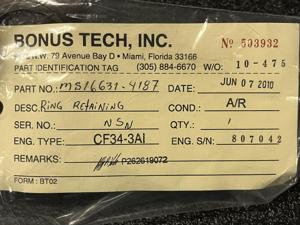 BONUS TECH, INC. Nº 503932
N.W. 79 Avenue Bay D • Miami, Florida 33166
PART IDENTIFICATION TAG (305) 884-6670 W/O: 10-475
PART NO.: MS16631-4187 DATE: JUN 07 2010
DESC. RING RETAINING COND.: A/R
SER. NO.: NSN QTY.: 1
ENG. TYPE: CF34-3A1 ENG. S/N: 807042
REMARKS: P262619072
FORM : BT02